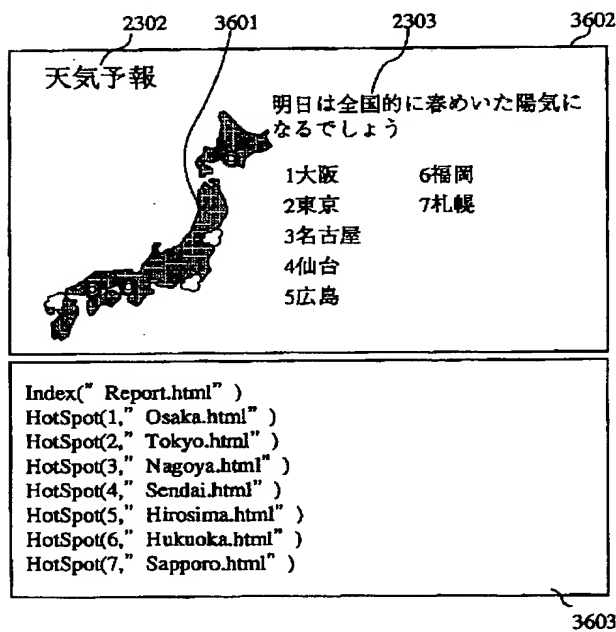 2302 3601 2303 3602
天気予報
明日は全国的に春めいた陽気に
なるでしょう
1大阪 6福岡
2東京 7札幌
3名古屋
4仙台
5広島
Index(” Report.html” )
HotSpot(1,” Osaka.html” )
HotSpot(2,” Tokyo.html” )
HotSpot(3,” Nagoya.html” )
HotSpot(4,” Sendai.html” )
HotSpot(5,” Hirosima.html” )
HotSpot(6,” Hukuoka.html” )
HotSpot(7,” Sapporo.html” )
3603